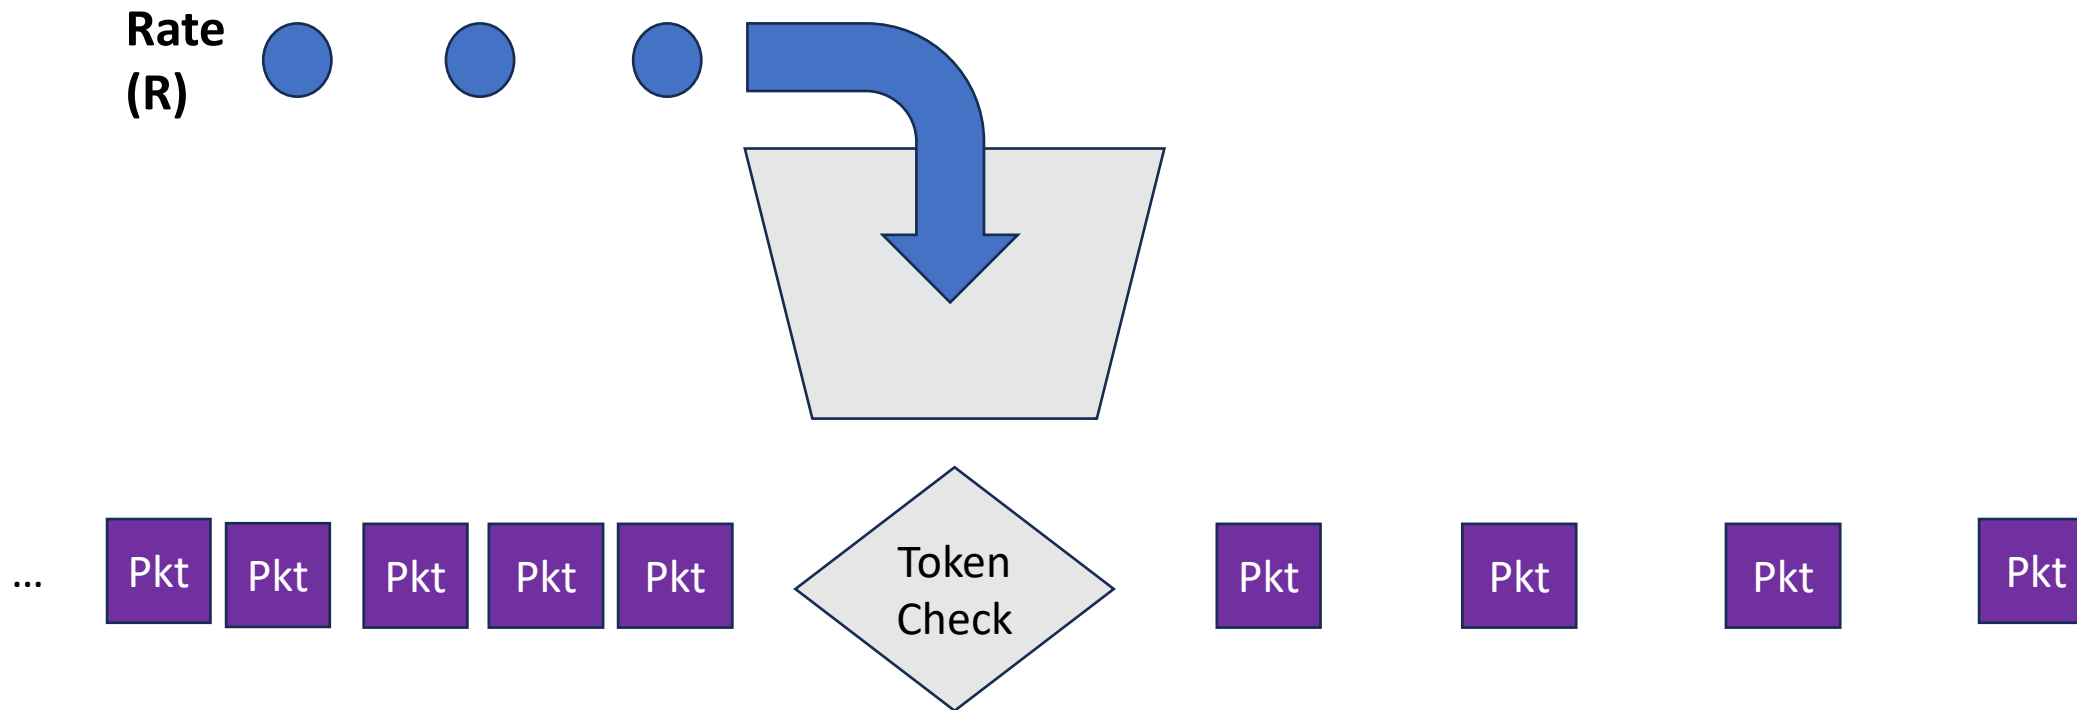 Rate
(R)
Token
Check
... Pkt Pkt Pkt Pkt Pkt Pkt Pkt Pkt Pkt